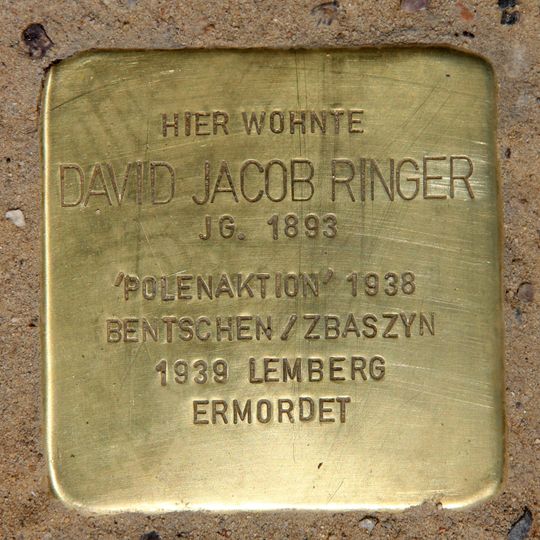 HIER WOHNTE
DAVID JACOB RINGER
JG. 1893
'POLENAKTION' 1938
BENTSCHEN/ZBASZYN
1939 LEMBERG
ERMORDET